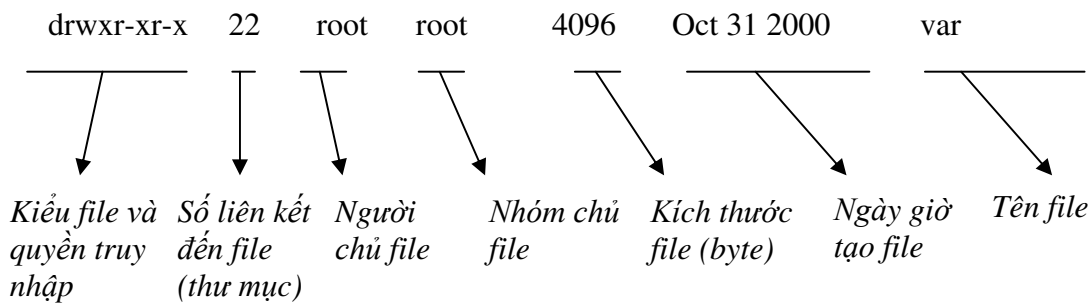 drwxr-xr-x 22 root root 4096 Oct 31 2000 var
Kiểu file và
quyền truy
nhập
Số liên kết
đến file
(thư mục)
Người
chủ file
Nhóm chủ
file
Kích thước
file (byte)
Ngày giờ
tạo file
Tên file